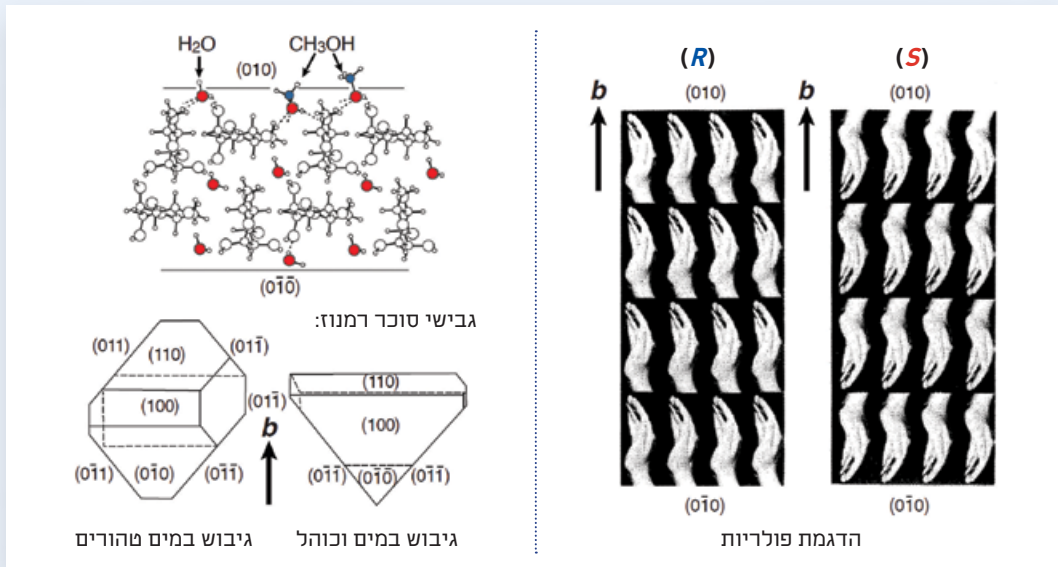 H₂O
CH₃OH
(010)
(01̄0̄)
גבישי סוכר רמנוז:
(011)
(110)
(011̄)
(100)
(01̄1)
(01̄0)
(01̄1̄)
b
גיבוש במים טהורים
(110)
(011̄)
(100)
(01̄1̄)
(01̄0̄)
(01̄1̄)
גיבוש במים וכוהל
(R)
b
(010)
(01̄0)
(S)
b
(010)
(01̄0)
הדגמת פולריות